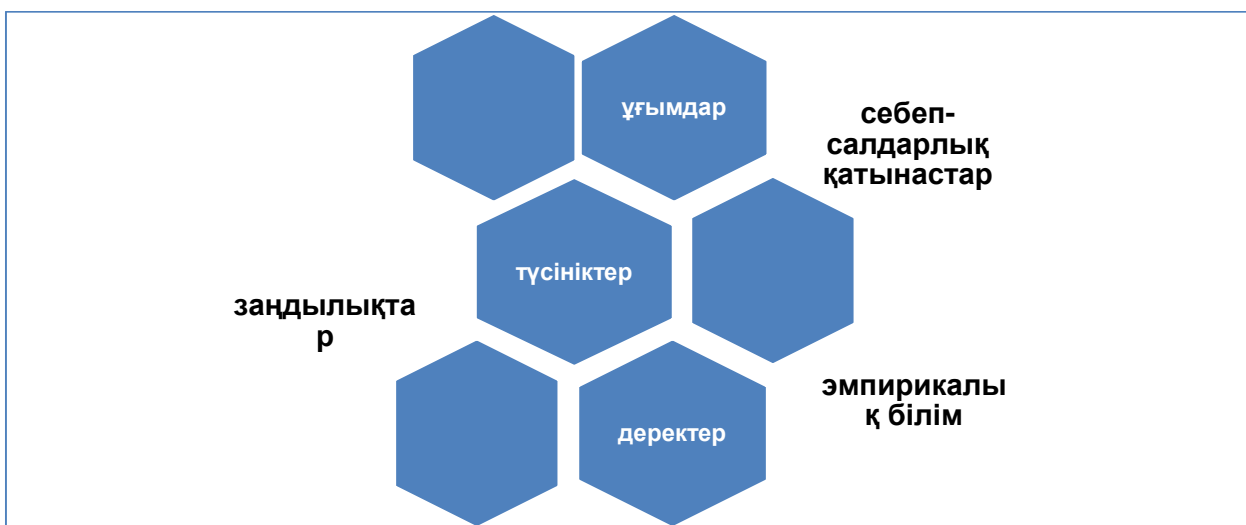 ұғымдар
себеп-
салдарлық
қатынастар
түсініктер
заңдылықта
р
эмпирикалы
қ білім
деректер